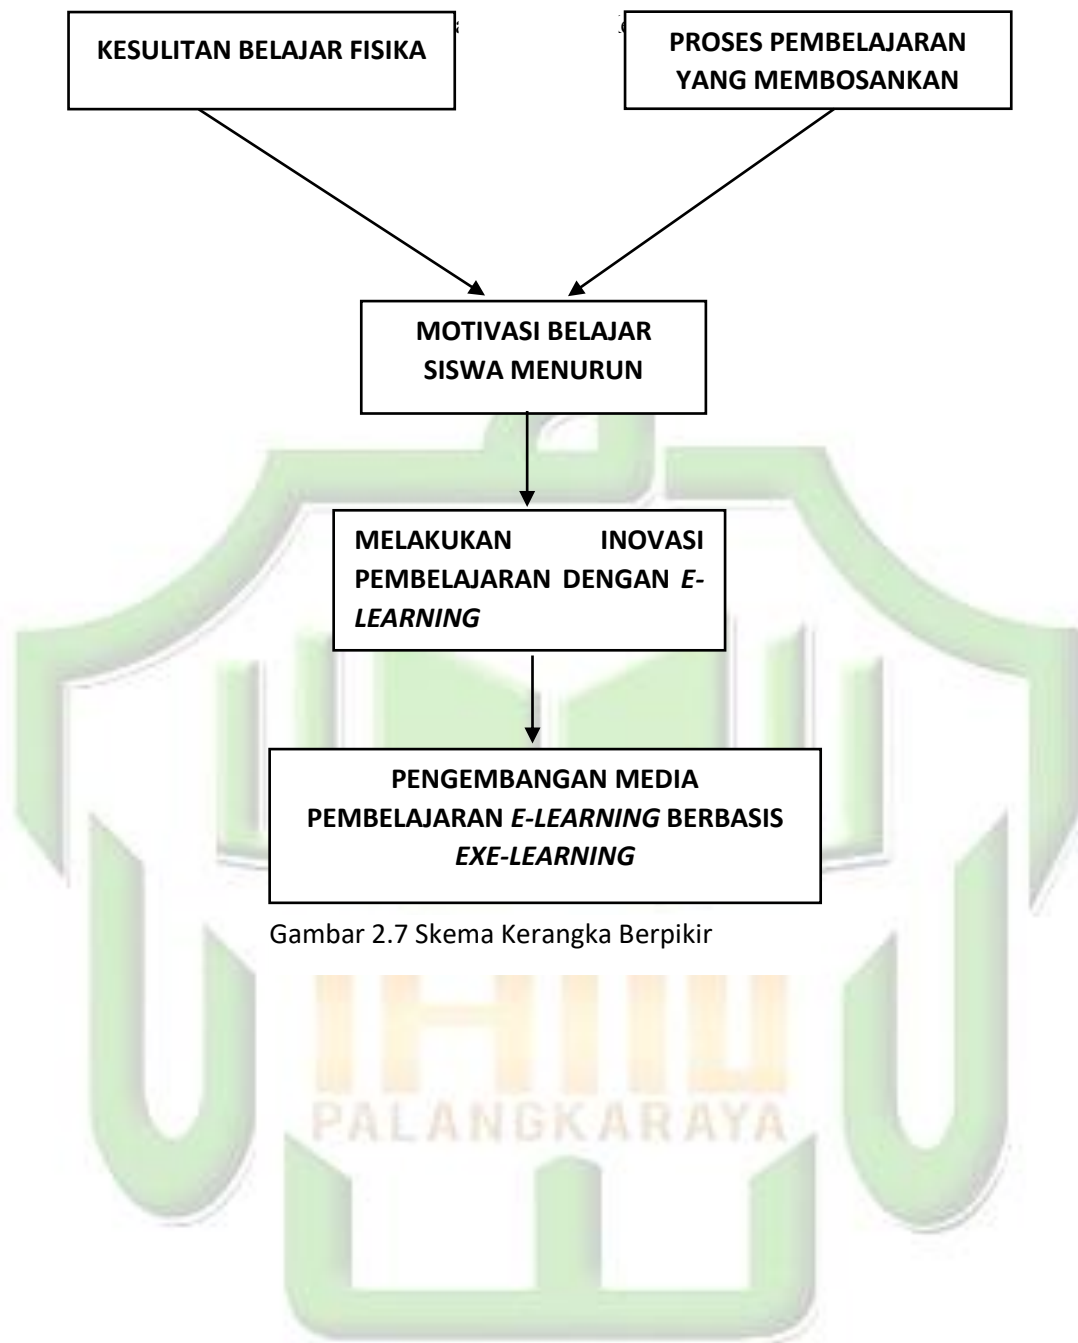 KESULITAN BELAJAR FISIKA
PROSES PEMBELAJARAN
YANG MEMBOSANKAN
MOTIVASI BELAJAR
SISWA MENURUN
MELAKUKAN INOVASI
PEMBELAJARAN DENGAN E-
LEARNING
PENGEMBANGAN MEDIA
PEMBELAJARAN E-LEARNING BERBASIS
EXE-LEARNING
Gambar 2.7 Skema Kerangka Berpikir
PALANGKARAYA